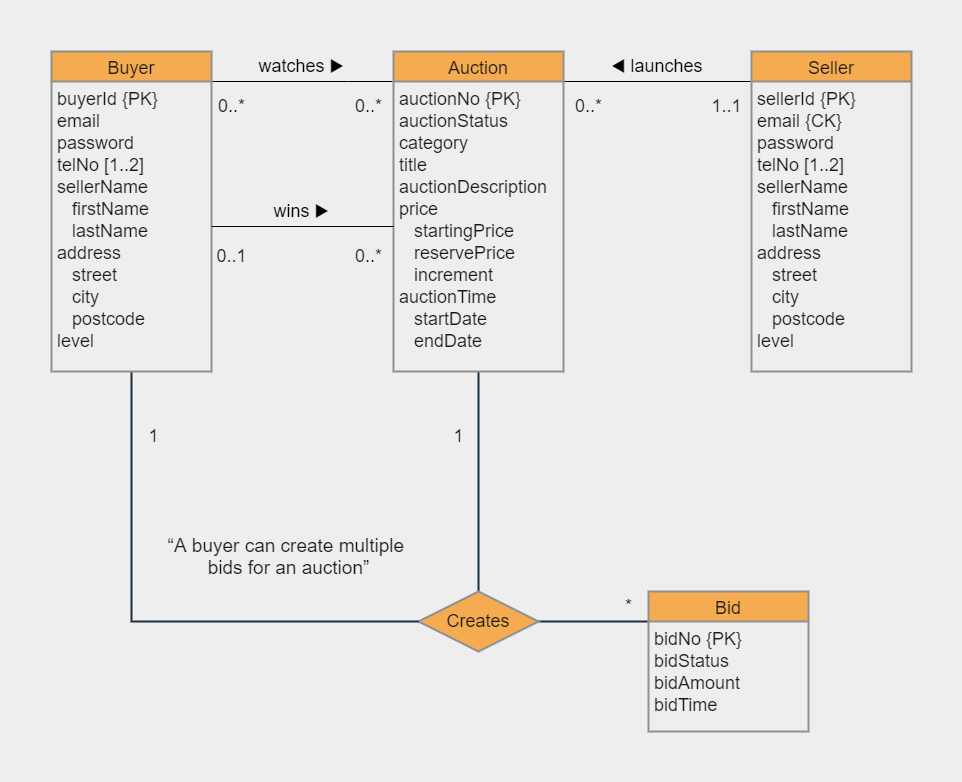 Buyer
buyerId {PK}
email
password
telNo [1..2]
sellerName
firstName
lastName
address
street
city
postcode
level
watches ▶
0..*
0..*
wins ▶
0..1
0..*
Auction
auctionNo {PK}
auctionStatus
category
title
auctionDescription
price
startingPrice
reservePrice
increment
auctionTime
startDate
endDate
◀ launches
0..*
1..1
Seller
sellerId {PK}
email {CK}
password
telNo [1..2]
sellerName
firstName
lastName
address
street
city
postcode
level
1
1
“A buyer can create multiple
bids for an auction”
Creates
*
Bid
bidNo {PK}
bidStatus
bidAmount
bidTime